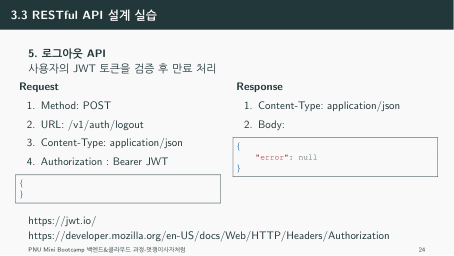 3.3 RESTful API 설계 실습
5. 로그아웃 API
사용자의 JWT 토큰을 검증 후 만료 처리
Request
1. Method: POST
2. URL: /v1/auth/logout
3. Content-Type: application/json
4. Authorization : Bearer JWT
{
}
Response
1. Content-Type: application/json
2. Body:
{
"error": null
}
https://jwt.io/
https://developer.mozilla.org/en-US/docs/Web/HTTP/Headers/Authorization
PNU Mini Bootcamp 백엔드&클라우드 과정-멋쟁이사자처럼
24